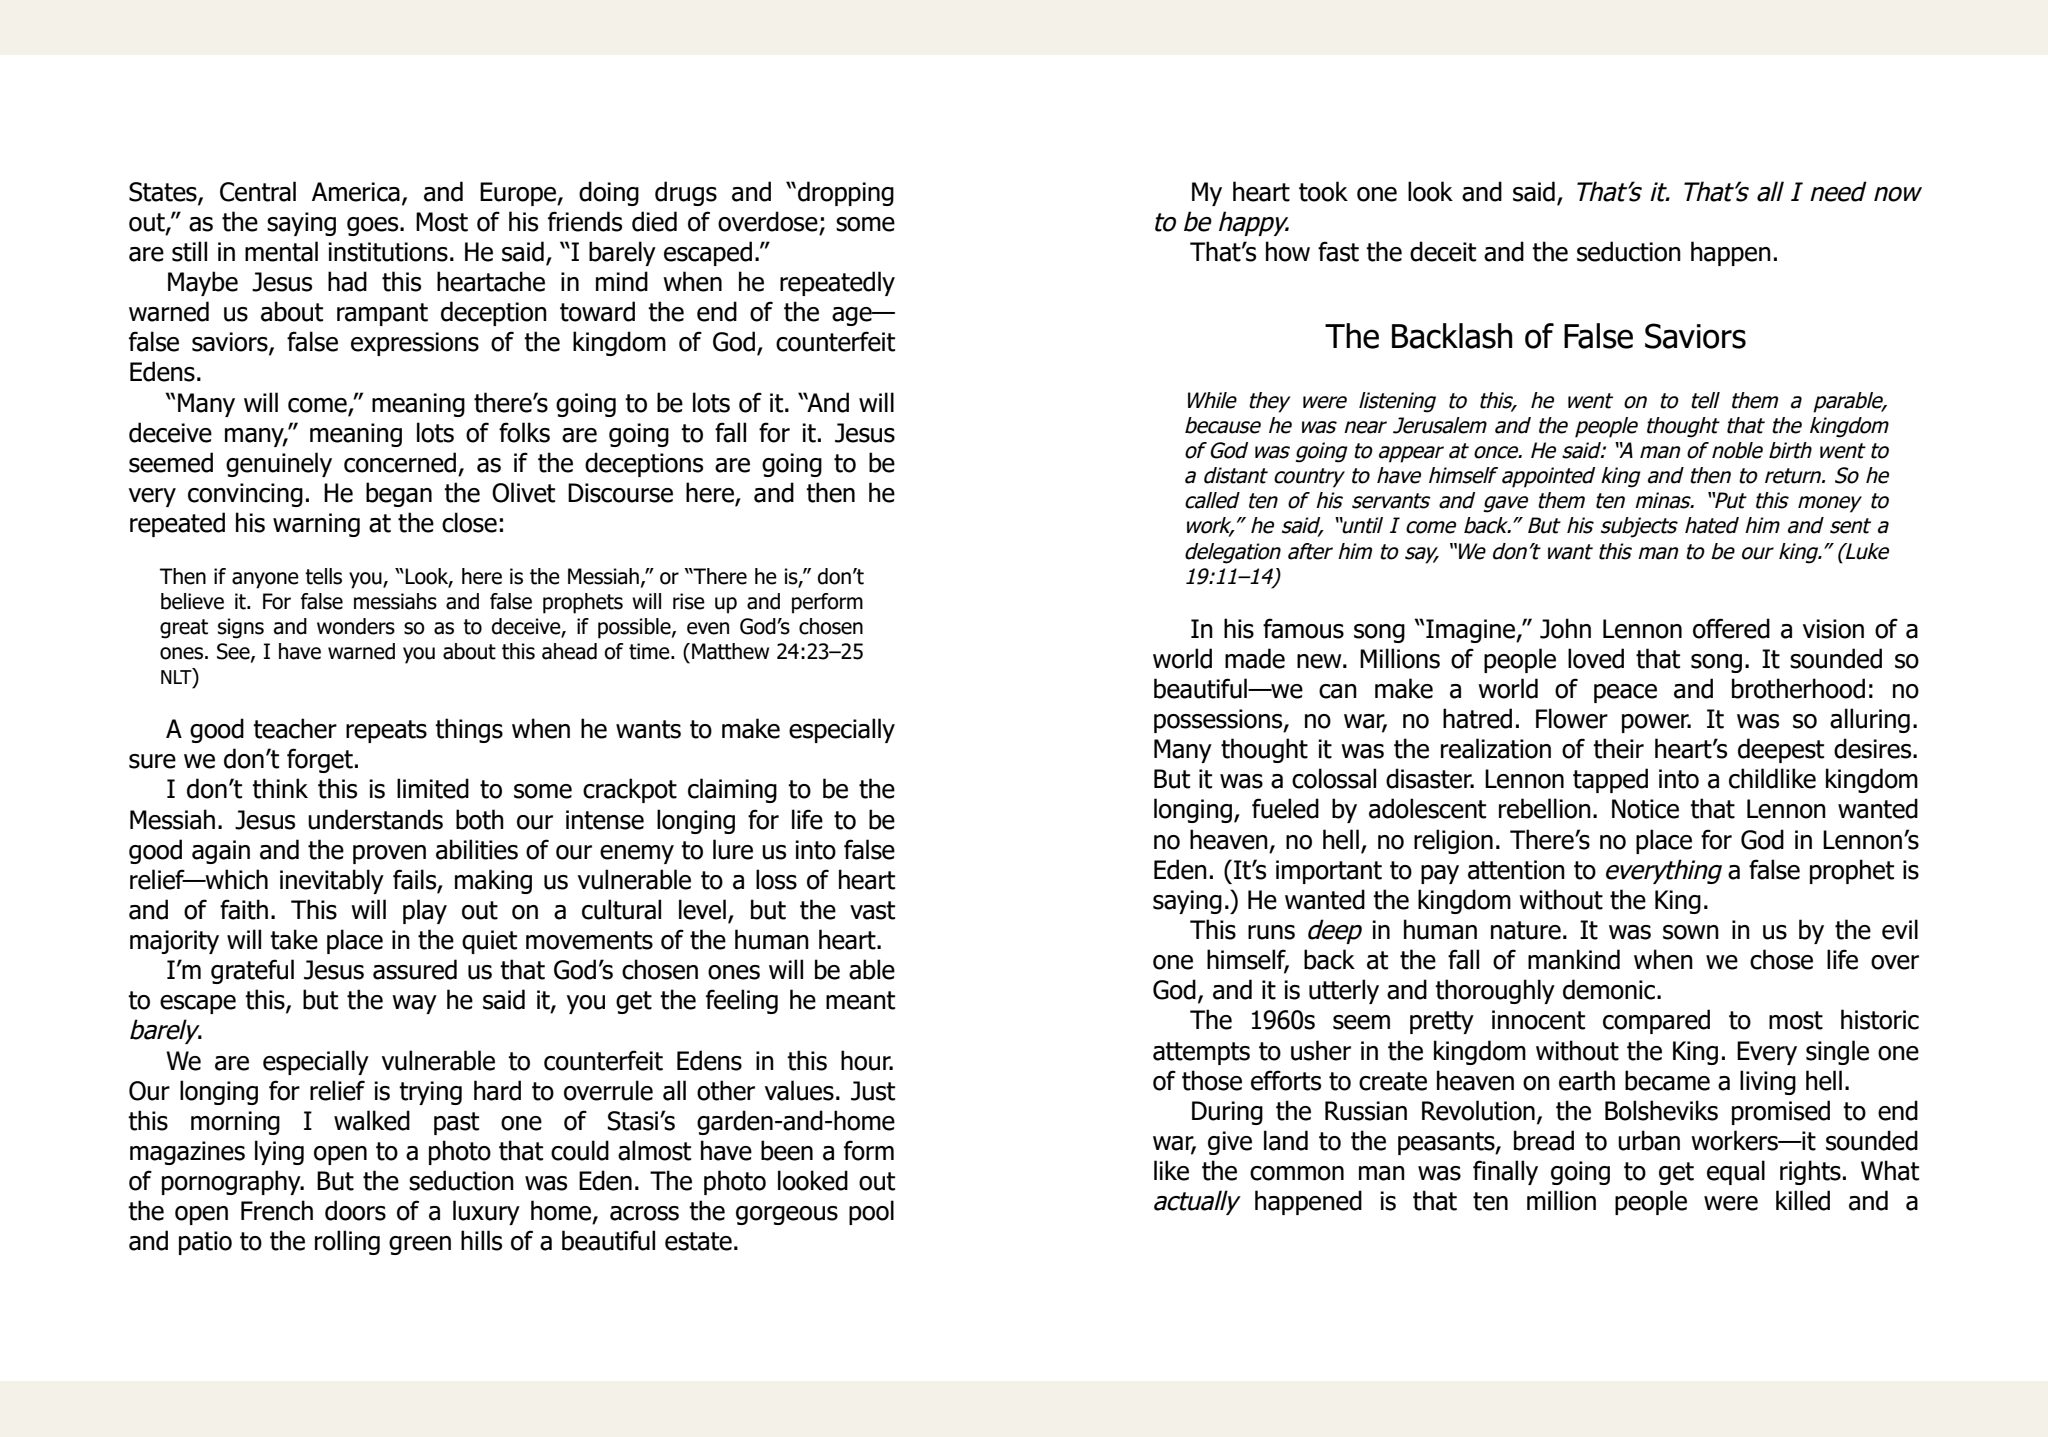 States, Central America, and Europe, doing drugs and “dropping
out,” as the saying goes. Most of his friends died of overdose; some
are still in mental institutions. He said, “I barely escaped.”
Maybe Jesus had this heartache in mind when he repeatedly
warned us about rampant deception toward the end of the age—
false saviors, false expressions of the kingdom of God, counterfeit
Edens.
“Many will come,” meaning there’s going to be lots of it. “And will
deceive many,” meaning lots of folks are going to fall for it. Jesus
seemed genuinely concerned, as if the deceptions are going to be
very convincing. He began the Olivet Discourse here, and then he
repeated his warning at the close:
Then if anyone tells you, “Look, here is the Messiah,” or “There he is,” don’t
believe it. For false messiahs and false prophets will rise up and perform
great signs and wonders so as to deceive, if possible, even God’s chosen
ones. See, I have warned you about this ahead of time. (Matthew 24:23–25
NLT)
A good teacher repeats things when he wants to make especially
sure we don’t forget.
I don’t think this is limited to some crackpot claiming to be the
Messiah. Jesus understands both our intense longing for life to be
good again and the proven abilities of our enemy to lure us into false
relief—which inevitably fails, making us vulnerable to a loss of heart
and of faith. This will play out on a cultural level, but the vast
majority will take place in the quiet movements of the human heart.
I’m grateful Jesus assured us that God’s chosen ones will be able
to escape this, but the way he said it, you get the feeling he meant
barely.
We are especially vulnerable to counterfeit Edens in this hour.
Our longing for relief is trying hard to overrule all other values. Just
this morning I walked past one of Stasi’s garden-and-home
magazines lying open to a photo that could almost have been a form
of pornography. But the seduction was Eden. The photo looked out
the open French doors of a luxury home, across the gorgeous pool
and patio to the rolling green hills of a beautiful estate.
My heart took one look and said, That’s it. That’s all I need now
to be happy.
That’s how fast the deceit and the seduction happen.
The Backlash of False Saviors
While they were listening to this, he went on to tell them a parable,
because he was near Jerusalem and the people thought that the kingdom
of God was going to appear at once. He said: “A man of noble birth went to
a distant country to have himself appointed king and then to return. So he
called ten of his servants and gave them ten minas. “Put this money to
work,” he said, “until I come back.” But his subjects hated him and sent a
delegation after him to say, “We don’t want this man to be our king.” (Luke
19:11–14)
In his famous song “Imagine,” John Lennon offered a vision of a
world made new. Millions of people loved that song. It sounded so
beautiful—we can make a world of peace and brotherhood: no
possessions, no war, no hatred. Flower power. It was so alluring.
Many thought it was the realization of their heart’s deepest desires.
But it was a colossal disaster. Lennon tapped into a childlike kingdom
longing, fueled by adolescent rebellion. Notice that Lennon wanted
no heaven, no hell, no religion. There’s no place for God in Lennon’s
Eden. (It’s important to pay attention to everything a false prophet is
saying.) He wanted the kingdom without the King.
This runs deep in human nature. It was sown in us by the evil
one himself, back at the fall of mankind when we chose life over
God, and it is utterly and thoroughly demonic.
The 1960s seem pretty innocent compared to most historic
attempts to usher in the kingdom without the King. Every single one
of those efforts to create heaven on earth became a living hell.
During the Russian Revolution, the Bolsheviks promised to end
war, give land to the peasants, bread to urban workers—it sounded
like the common man was finally going to get equal rights. What
actually happened is that ten million people were killed and a